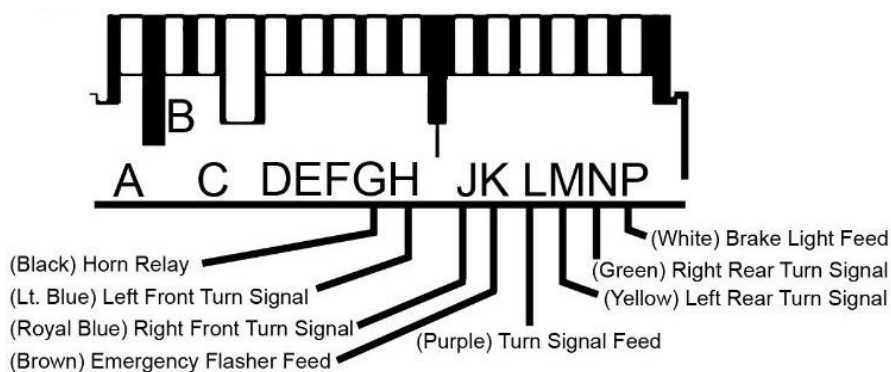 B
A C DEFGH JK LMNP
(White) Brake Light Feed
(Black) Horn Relay
(Green) Right Rear Turn Signal
(Lt. Blue) Left Front Turn Signal
(Yellow) Left Rear Turn Signal
(Royal Blue) Right Front Turn Signal
(Purple) Turn Signal Feed
(Brown) Emergency Flasher Feed